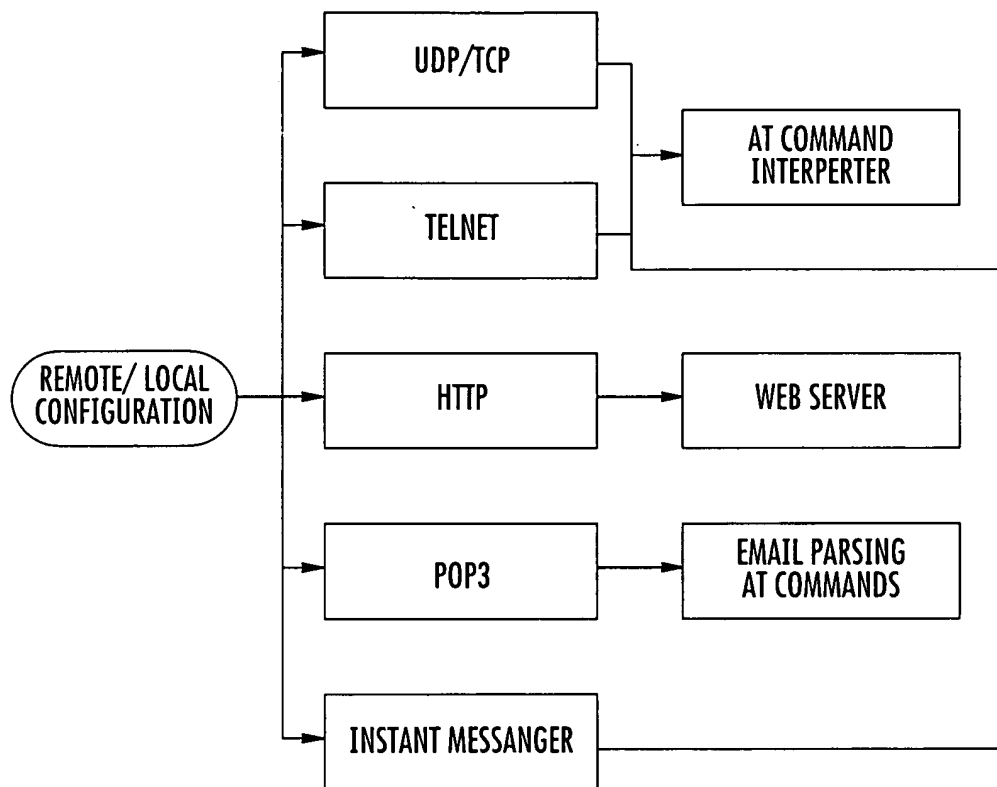 UDP/TCP
AT COMMAND
INTERPERTER
TELNET
REMOTE/ LOCAL
CONFIGURATION
HTTP
WEB SERVER
POP3
EMAIL PARSING
AT COMMANDS
INSTANT MESSANGER